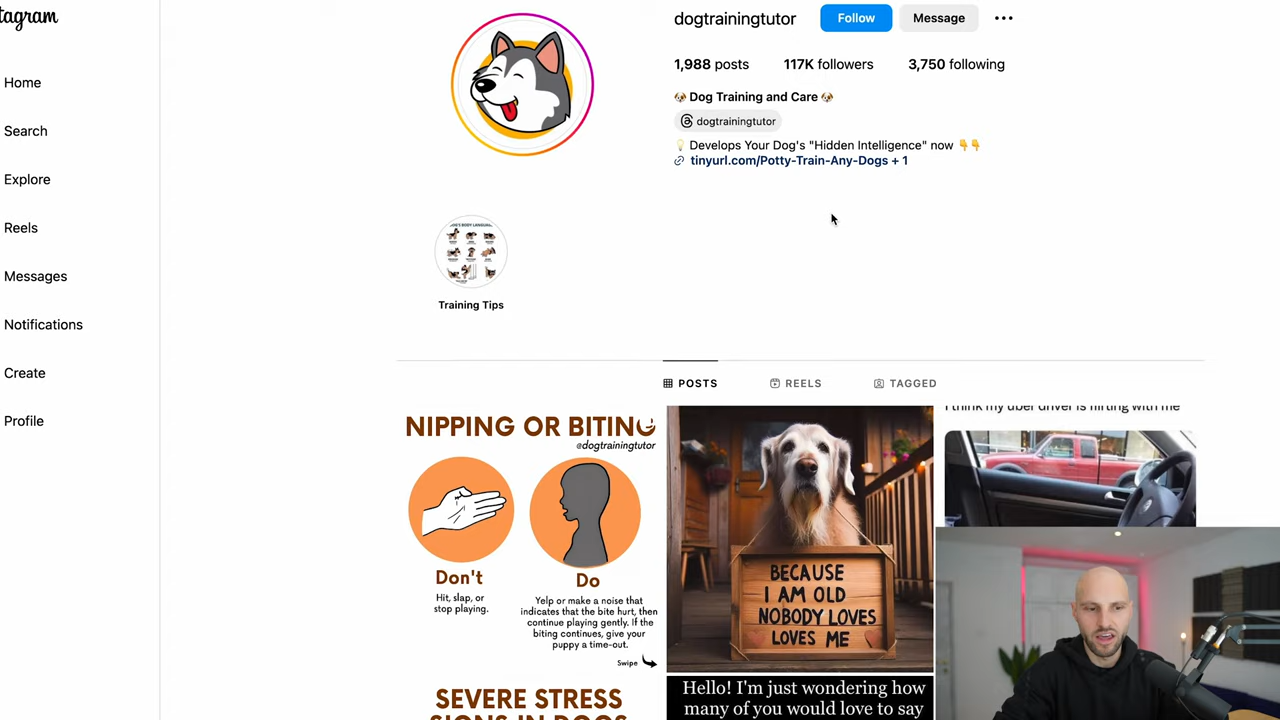 tagram
dogtrainingtutor
Follow
Message
1,988 posts
117K followers
3,750 following
🐶 Dog Training and Care 🐶
dogtrainingtutor
💡 Develops Your Dog's "Hidden Intelligence" now 👇👇
tinyurl.com/Potty-Train-Any-Dogs + 1
Home
Search
Explore
Reels
Messages
Notifications
Create
Profile
Training Tips
POSTS
REELS
TAGGED
NIPPING OR BITING
@dogtrainingtutor
Don't
Hit, slap, or
stop playing.
Do
Yelp or make a noise that
indicates that the bite hurt, then
continue playing gently. If the
biting continues, give your
puppy a time-out.
Swipe
BECAUSE
I AM OLD
NOBODY LOVES
LOVES ME
I think my uber driver is flirting with me
SEVERE STRESS
SIGNS IN DOGS
Hello! I'm just wondering how
many of you would love to say